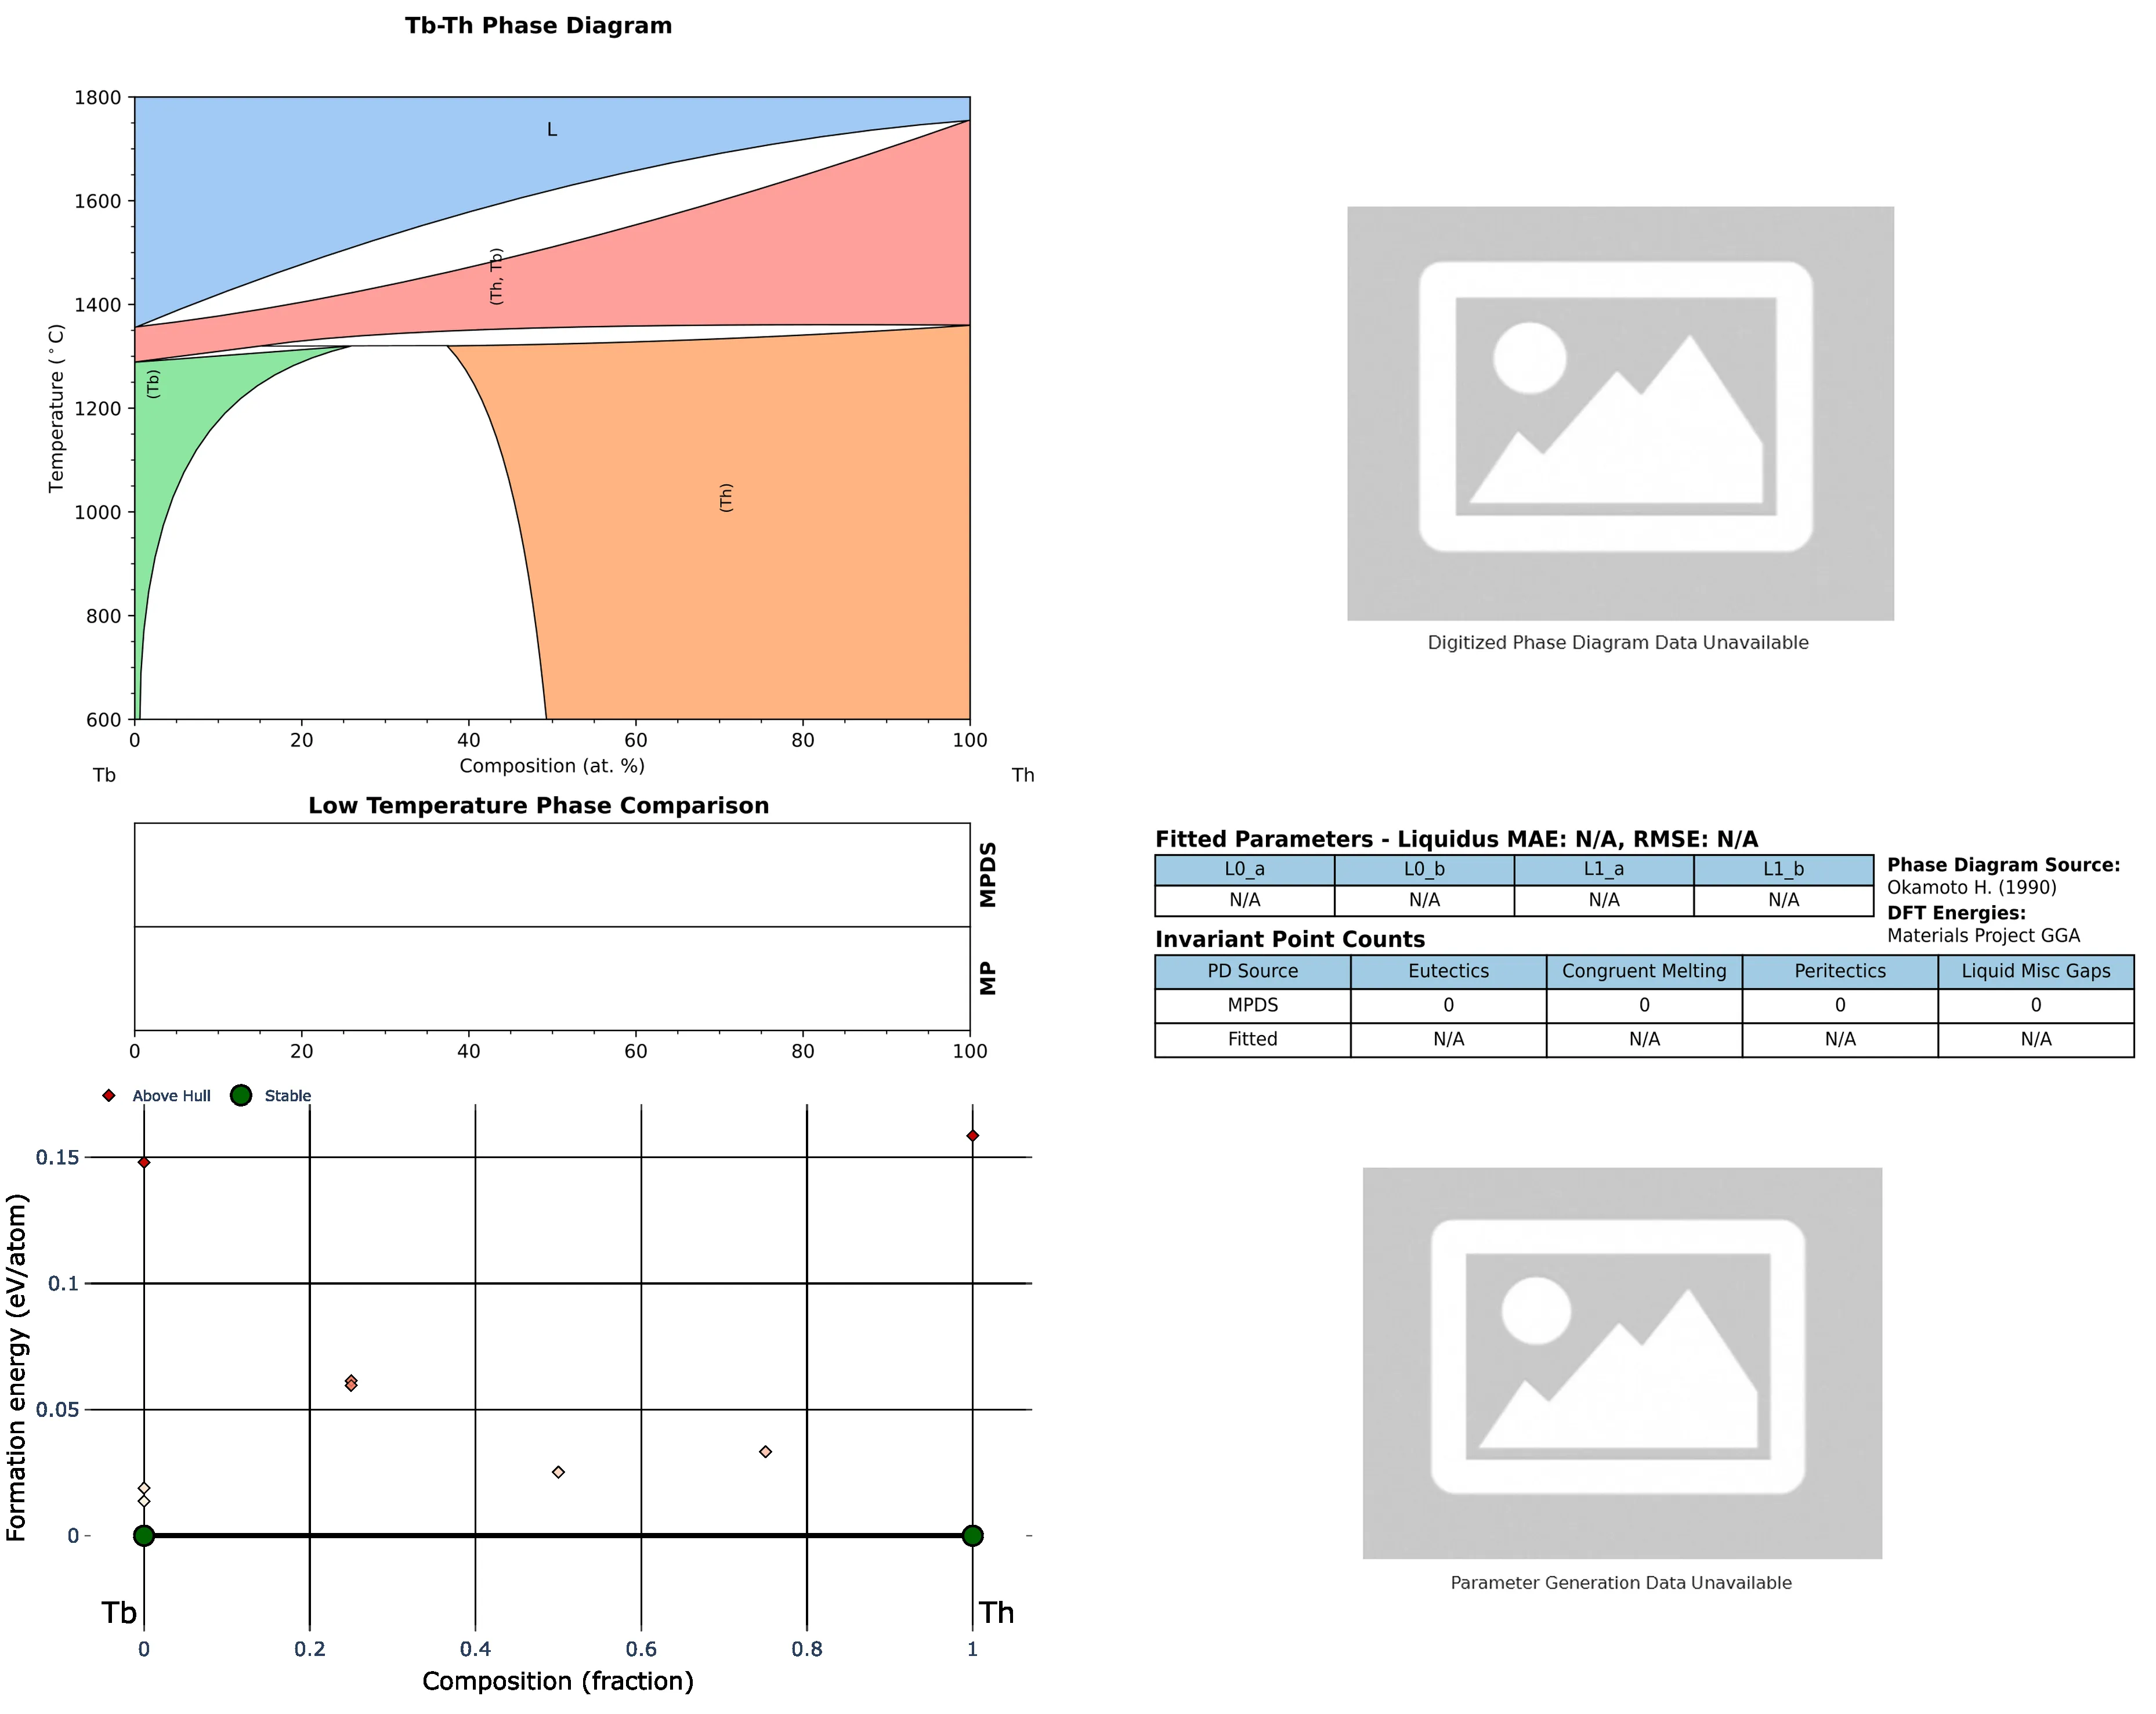 Tb-Th Phase Diagram
1800
1600
1400
1200
1000
800
600
Temperature (°C)
L
(Th, Tb)
(Tb)
(Th)
0 20 40 60 80 100
Composition (at. %)
Tb Th
Digitized Phase Diagram Data Unavailable
Low Temperature Phase Comparison
MPDS
MP
0 20 40 60 80 100
Fitted Parameters - Liquidus MAE: N/A, RMSE: N/A
L0_a L0_b L1_a L1_b
N/A N/A N/A N/A
Phase Diagram Source:
Okamoto H. (1990)
DFT Energies:
Materials Project GGA
Invariant Point Counts
PD Source Eutectics Congruent Melting Peritectics Liquid Misc Gaps
MPDS 0 0 0 0
Fitted N/A N/A N/A N/A
Above Hull Stable
0.15
0.1
0.05
0
Formation energy (eV/atom)
Tb Th
0 0.2 0.4 0.6 0.8 1
Composition (fraction)
Parameter Generation Data Unavailable